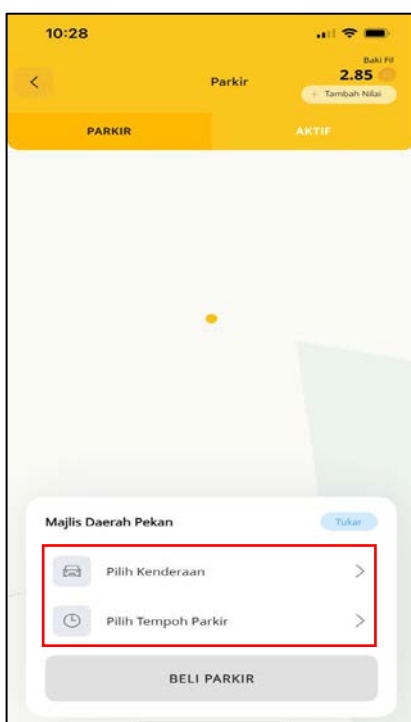 10:28
Baki Fil
Parkir
2.85
+ Tambah Nilai
PARKIR
AKTIF
Majlis Daerah Pekan
Tukar
Pilih Kenderaan
Pilih Tempoh Parkir
BELI PARKIR